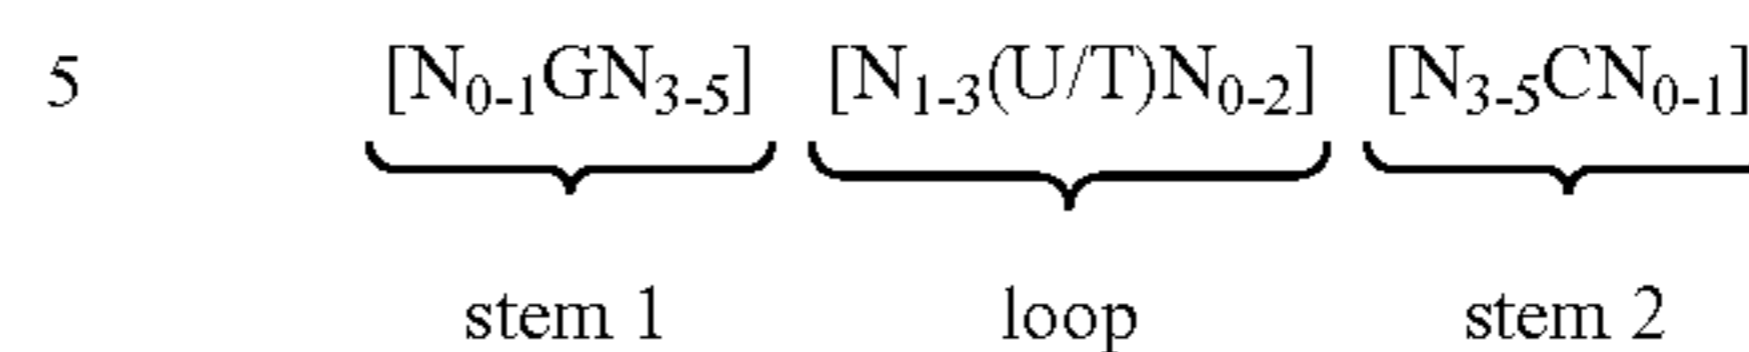 5 [N₀₋₁GN₃₋₅] [N₁₋₃(U/T)N₀₋₂] [N₃₋₅CN₀₋₁]
stem 1 loop stem 2